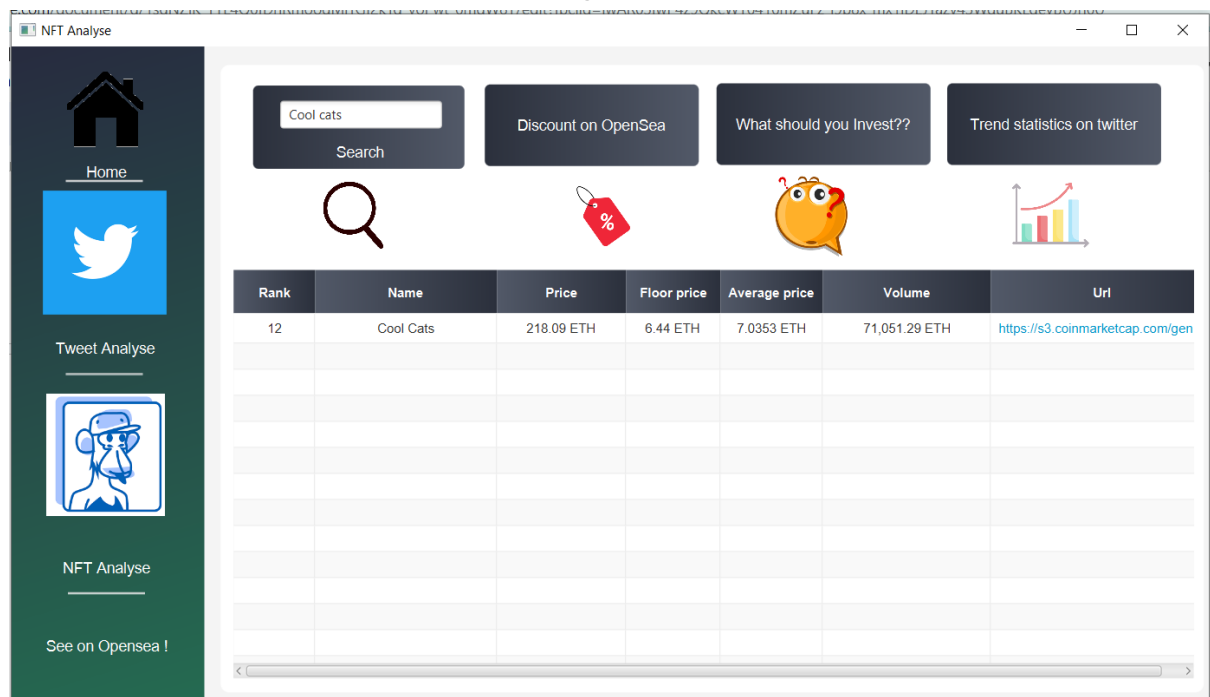 NFT Analyse
Home
Tweet Analyse
NFT Analyse
See on Opensea !
Cool cats
Search
Discount on OpenSea
What should you Invest??
Trend statistics on twitter
%
Rank Name Price Floor price Average price Volume Url
12 Cool Cats 218.09 ETH 6.44 ETH 7.0353 ETH 71,051.29 ETH https://s3.coinmarketcap.com/gen